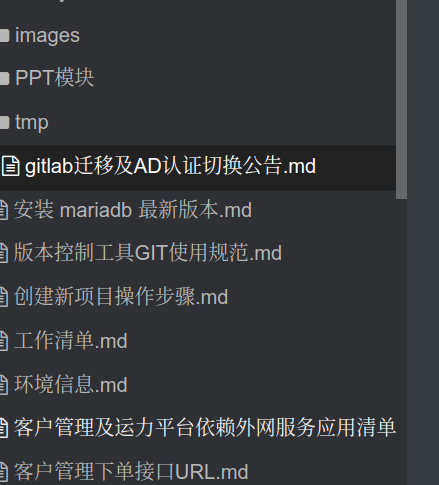 images
PPT模块
tmp
gitlab迁移及AD认证切换公告.md
安装 mariadb 最新版本.md
版本控制工具GIT使用规范.md
创建新项目操作步骤.md
工作清单.md
环境信息.md
客户管理及运力平台依赖外网服务应用清单
客户管理下单接口URL.md